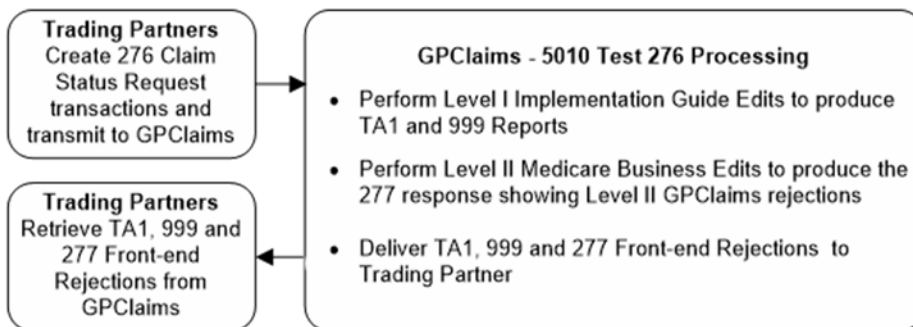 Trading Partners
Create 276 Claim
Status Request
transactions and
transmit to GPClaims
Trading Partners
Retrieve TA1, 999 and
277 Front-end
Rejections from
GPClaims
GPClaims - 5010 Test 276 Processing
• Perform Level I Implementation Guide Edits to produce
TA1 and 999 Reports
• Perform Level II Medicare Business Edits to produce the
277 response showing Level II GPClaims rejections
• Deliver TA1, 999 and 277 Front-end Rejections to
Trading Partner